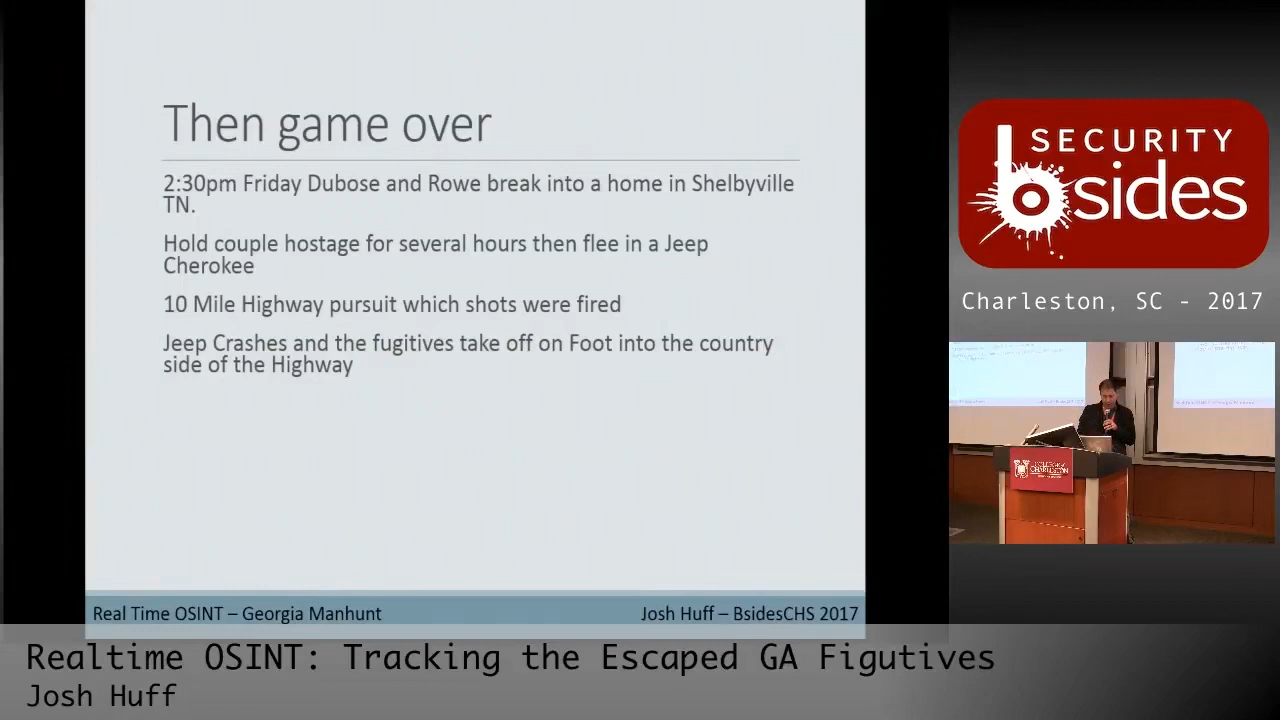 Then game over
2:30pm Friday Dubose and Rowe break into a home in Shelbyville
TN.
Hold couple hostage for several hours then flee in a Jeep
Cherokee
10 Mile Highway pursuit which shots were fired
Jeep Crashes and the fugitives take off on Foot into the country
side of the Highway
Real Time OSINT – Georgia Manhunt
Josh Huff – BsidesCHS 2017
SECURITY
bsides
Charleston, SC - 2017
CHARLESTON
Realtime OSINT: Tracking the Escaped GA Figutives
Josh Huff